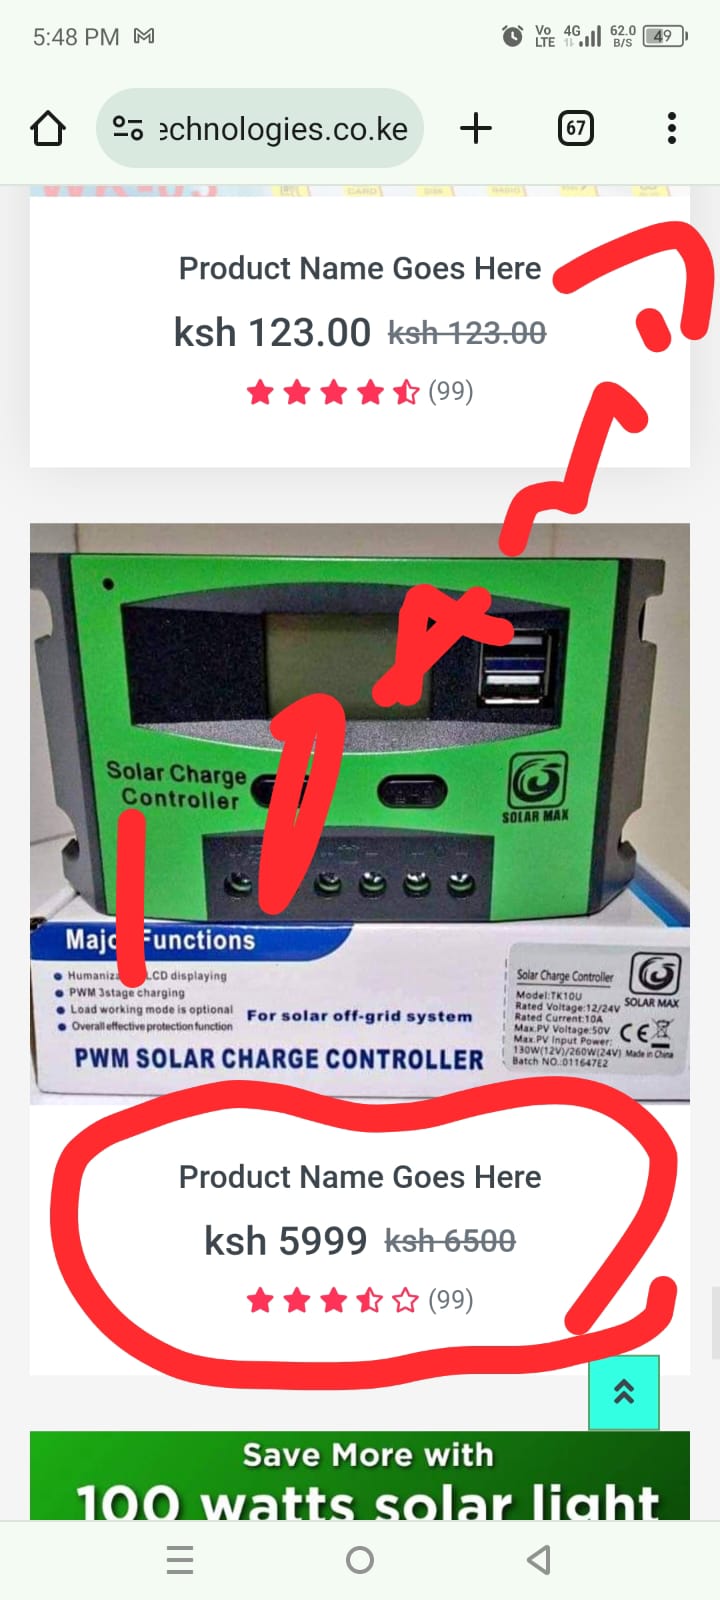 5:48 PM
Vo LTE 4G 62.0 B/S 49
echnologies.co.ke 67
Product Name Goes Here
ksh 123.00 ksh 123.00
(99)
Solar Charge
Controller
SOLAR MAX
Functions
LCD displaying
PWM 3stage charging
Load working mode is optional
Overall effective protection function
For solar off-grid system
PWM SOLAR CHARGE CONTROLLER
Solar Charge Controller
SOLAR MAX
Model:TK10U
Rated Voltage:12/24V
Rated Current:10A
Max.PV Voltage:50V
Max.PV Input Power:
130W(12V)/260W(24V) Made in China
Batch NO.:011647E2
CE
Product Name Goes Here
ksh 5999 ksh 6500
(99)
Save More with
100 watts solar light